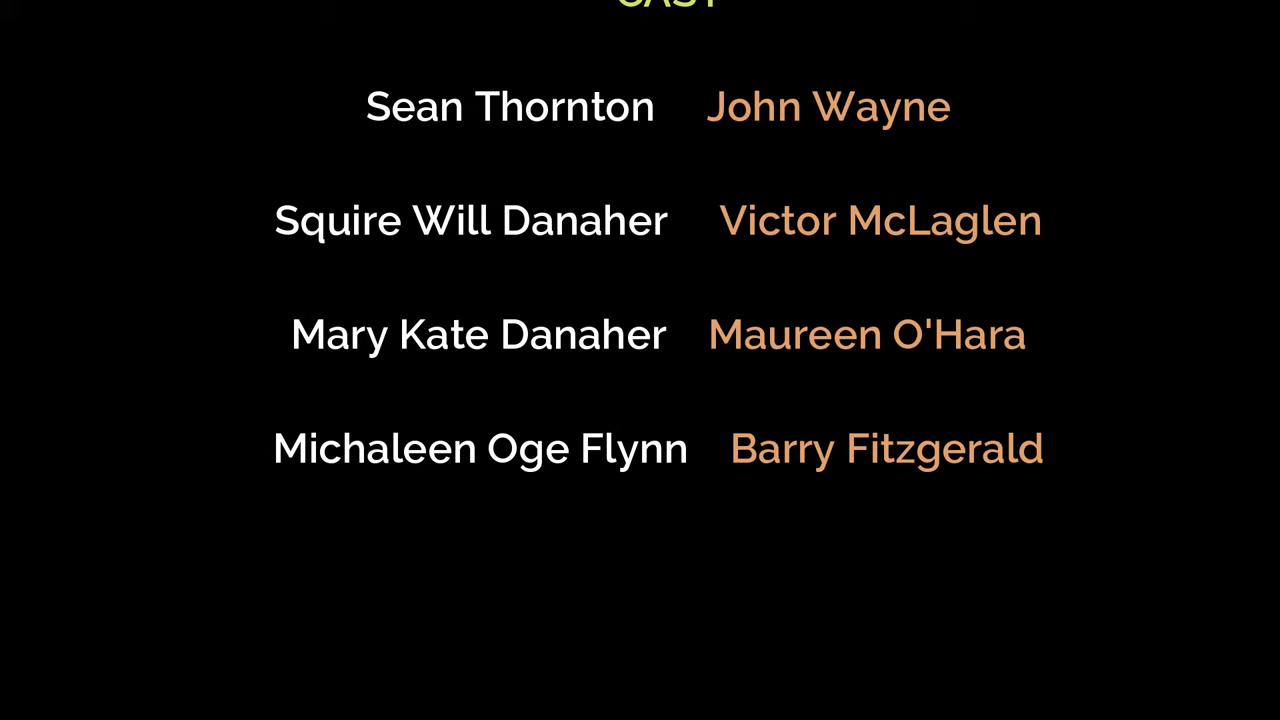 CAST
Sean Thornton John Wayne
Squire Will Danaher Victor McLaglen
Mary Kate Danaher Maureen O'Hara
Michaleen Oge Flynn Barry Fitzgerald